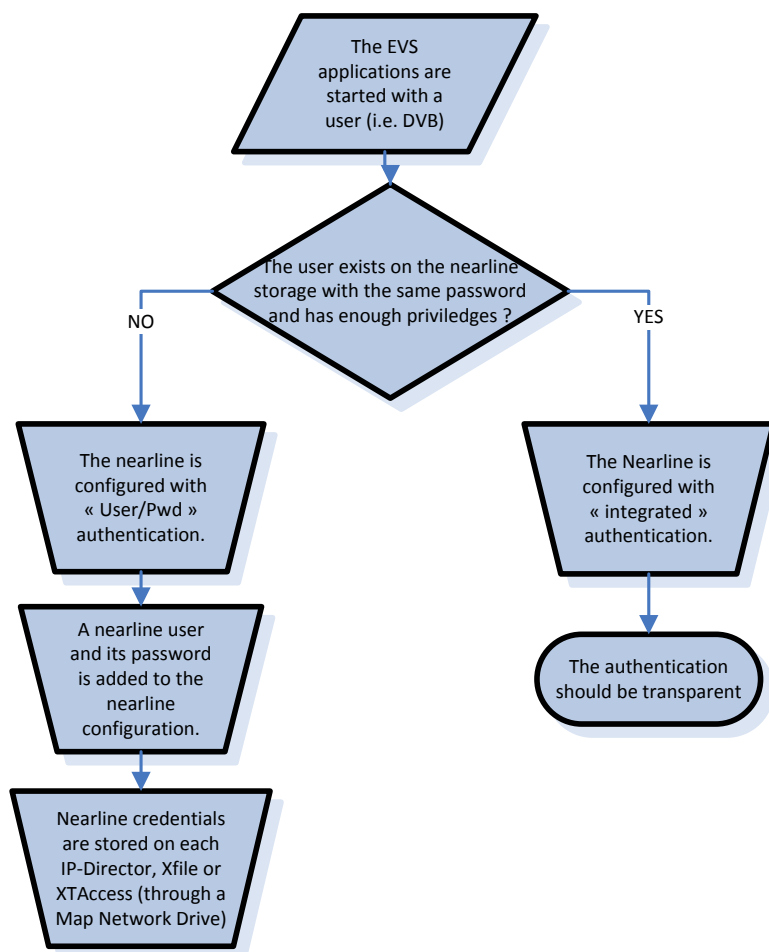 The EVS
applications are
started with a
user (i.e. DVB)
The user exists on the nearline
storage with the same password
and has enough priviledges ?
NO
YES
The nearline is
configured with
« User/Pwd »
authentication.
The Nearline is
configured with
« integrated »
authentication.
A nearline user
and its password
is added to the
nearline
configuration.
The authentication
should be transparent
Nearline credentials
are stored on each
IP-Director, Xfile or
XTAccess (through a
Map Network Drive)